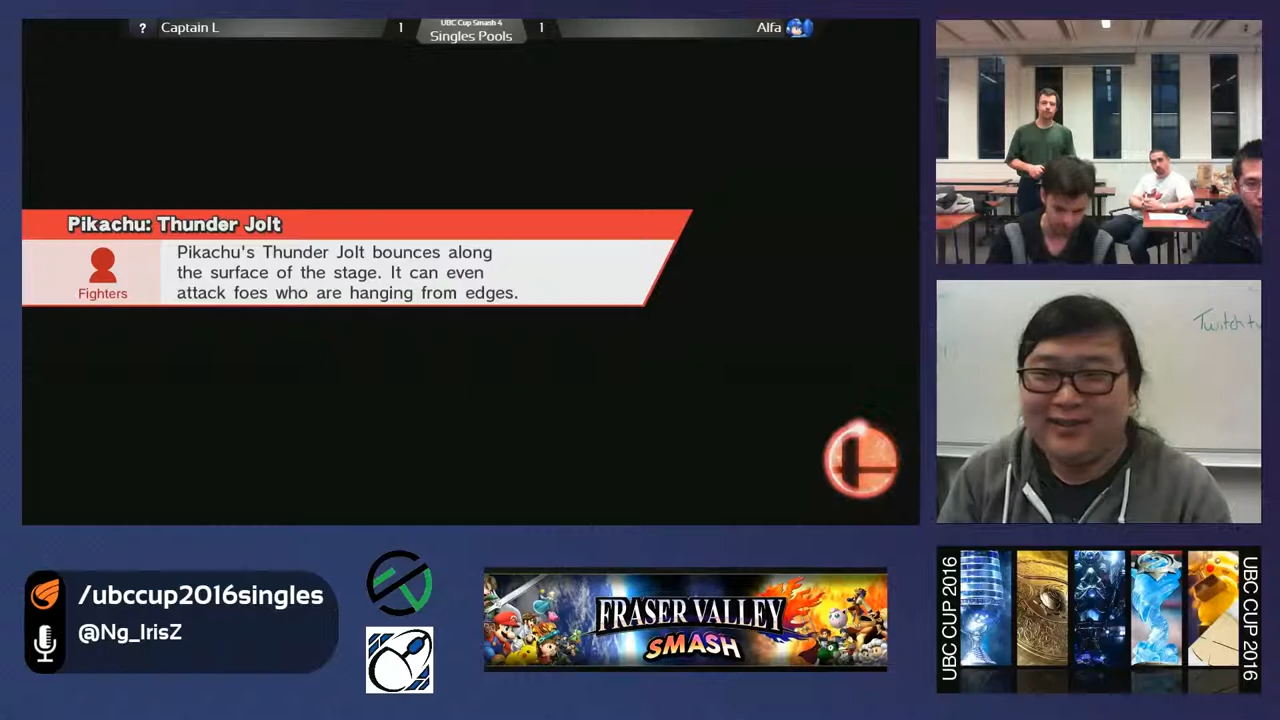 ? Captain L 1 UBC Cup Smash 4 1 Alfa
Singles Pools
Pikachu: Thunder Jolt
Pikachu's Thunder Jolt bounces along
the surface of the stage. It can even
attack foes who are hanging from edges.
Fighters
Twitch.tv
/ubccup2016singles
@Ng_IrisZ
FRASER VALLEY
SMASH
UBC CUP 2016
UBC CUP 2016